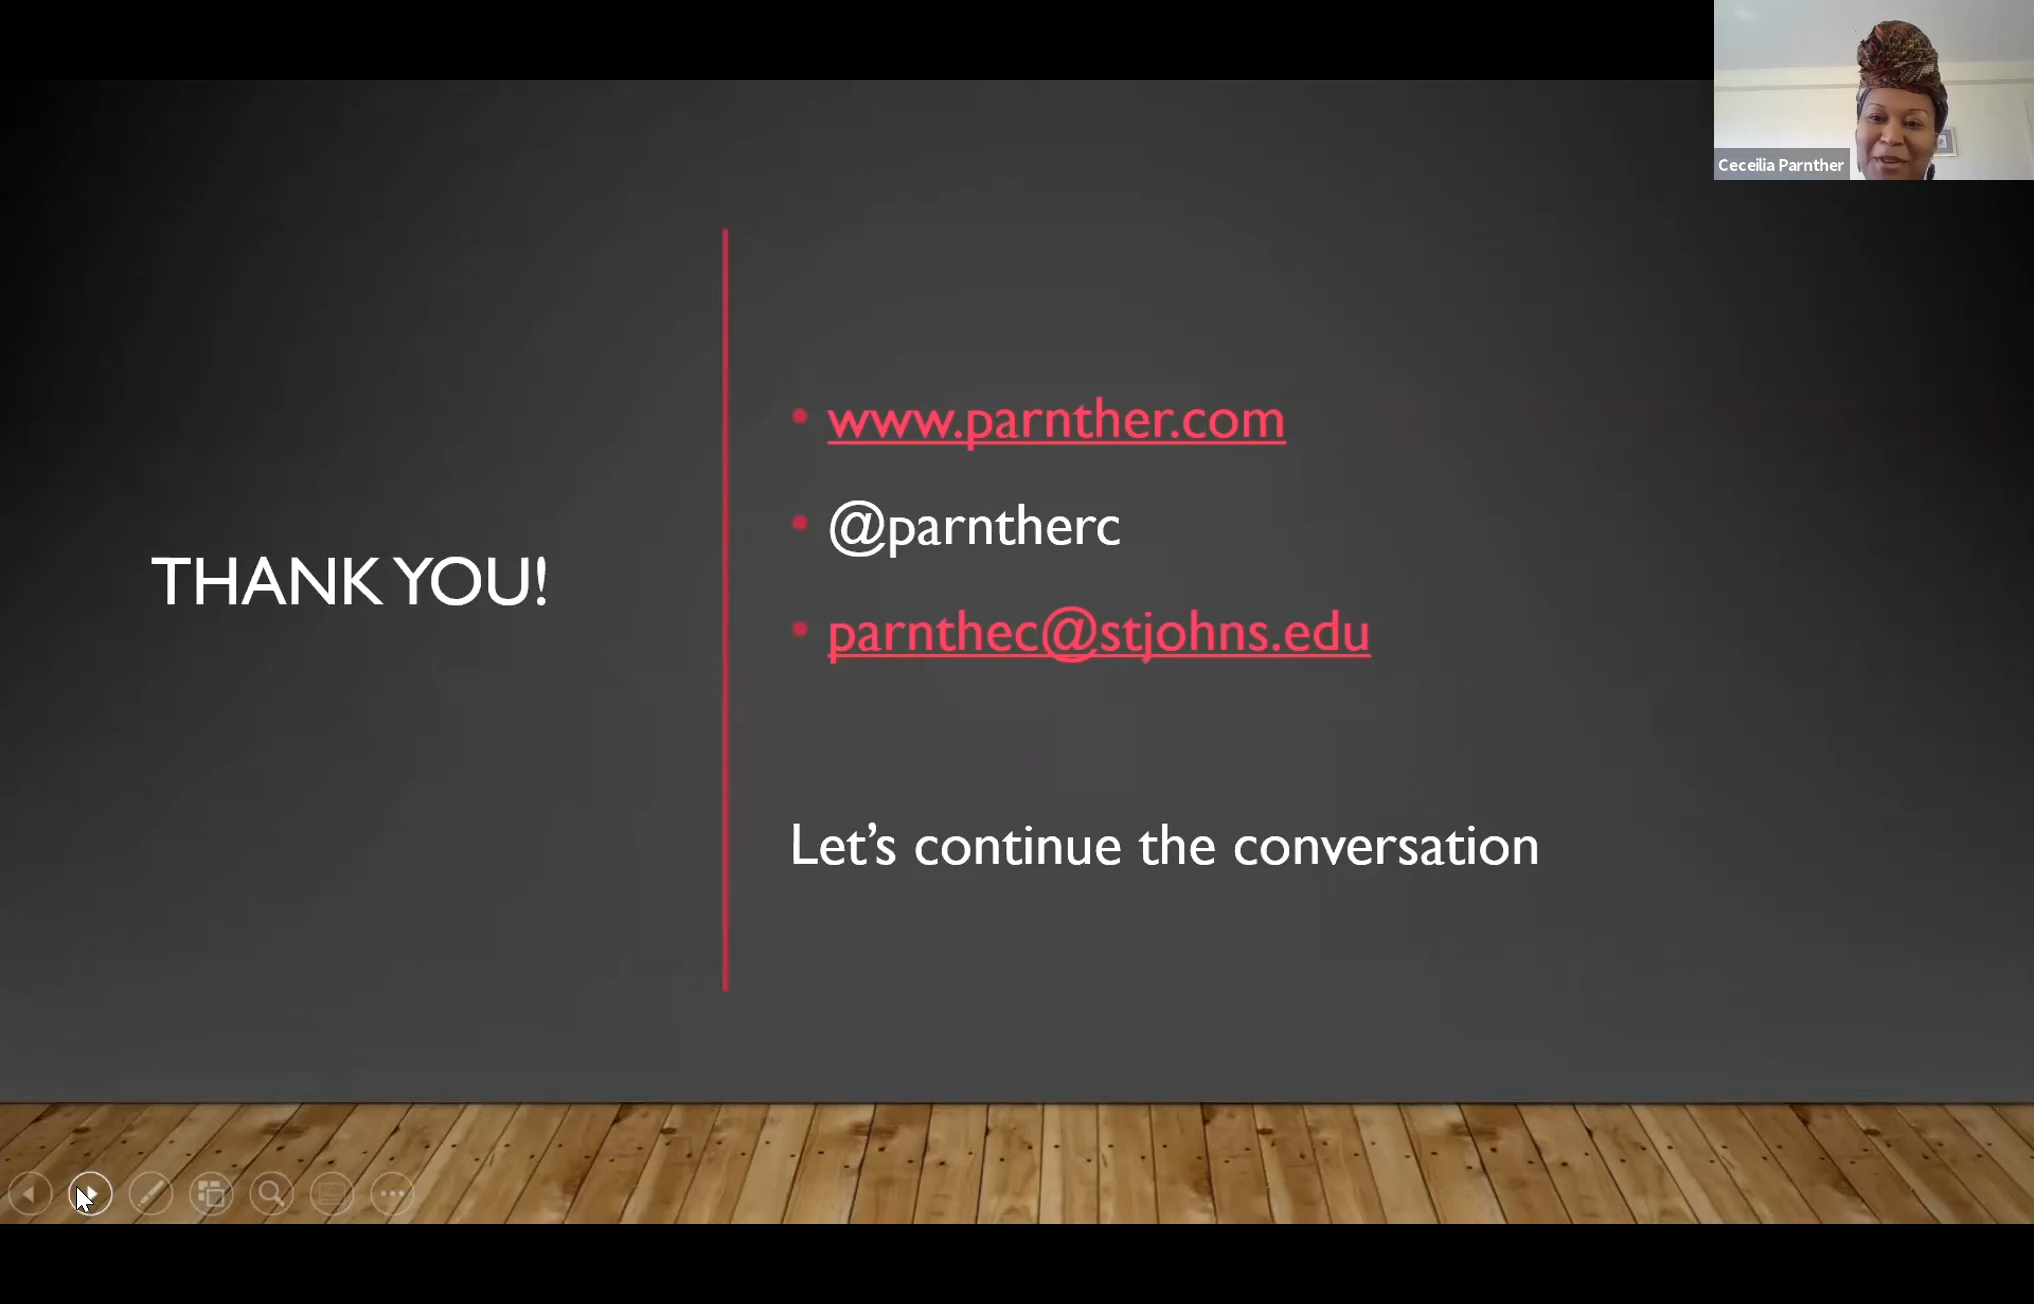 Ceceilia Parnther
THANK YOU!
• www.parnther.com
• @parntherc
• parnthec@stjohns.edu
Let’s continue the conversation